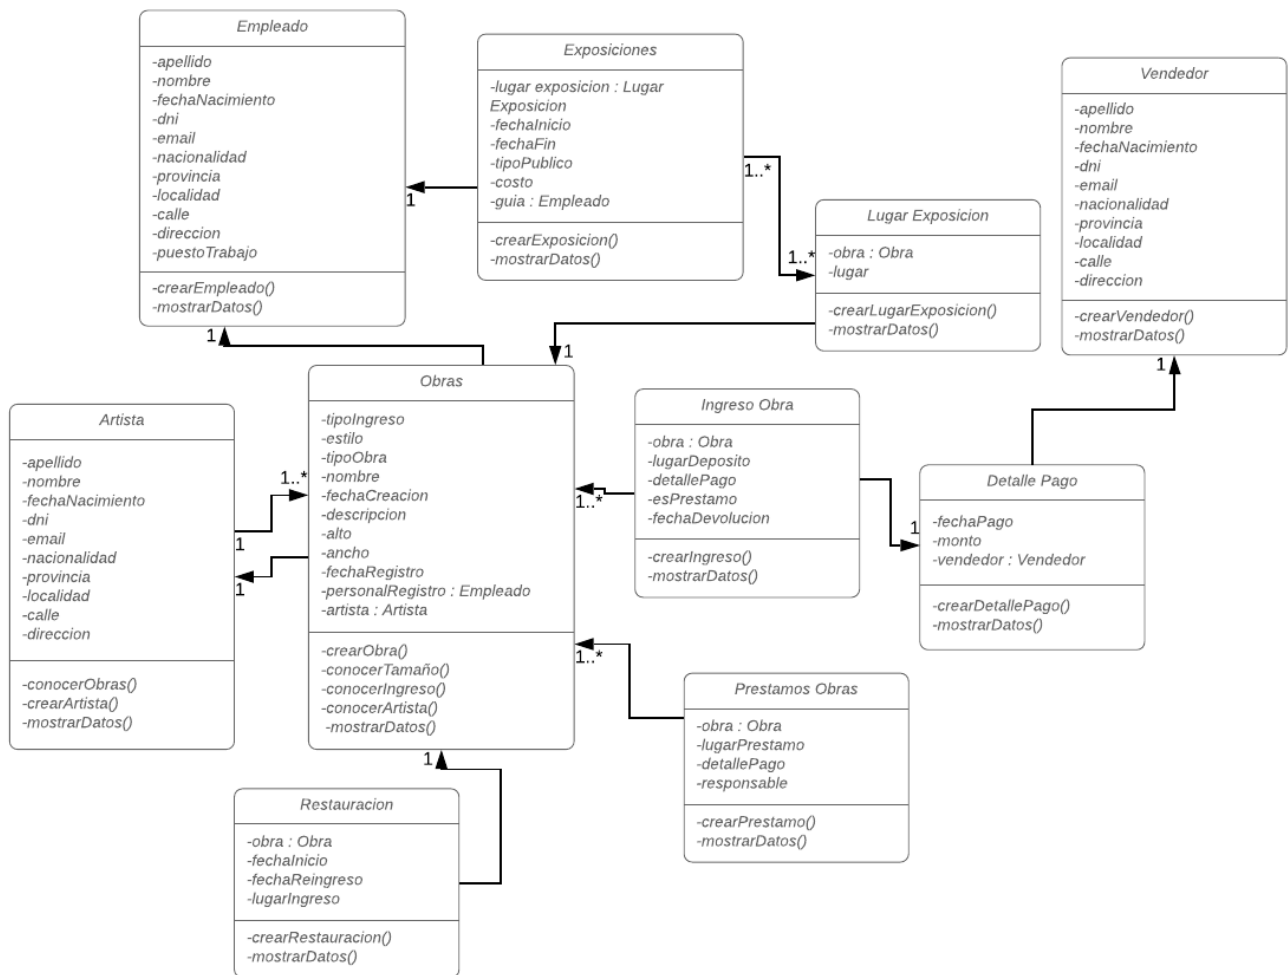 Empleado
-apellido
-nombre
-fechaNacimiento
-dni
-email
-nacionalidad
-provincia
-localidad
-calle
-direccion
-puestoTrabajo
-crearEmpleado()
-mostrarDatos()
Exposiciones
-lugar exposicion : Lugar
Exposicion
-fechaInicio
-fechaFin
-tipoPublico
-costo
-guia : Empleado
-crearExposicion()
-mostrarDatos()
Vendedor
-apellido
-nombre
-fechaNacimiento
-dni
-email
-nacionalidad
-provincia
-localidad
-calle
-direccion
-crearVendedor()
-mostrarDatos()
1
1..*
1..*
Lugar Exposicion
-obra : Obra
-lugar
-crearLugarExposicion()
-mostrarDatos()
1
1
1
Artista
-apellido
-nombre
-fechaNacimiento
-dni
-email
-nacionalidad
-provincia
-localidad
-calle
-direccion
-conocerObras()
-crearArtista()
-mostrarDatos()
1..*
1
1
Obras
-tipoIngreso
-estilo
-tipoObra
-nombre
-fechaCreacion
-descripcion
-alto
-ancho
-fechaRegistro
-personalRegistro : Empleado
-artista : Artista
-crearObra()
-conocerTamaño()
-conocerIngreso()
-conocerArtista()
-mostrarDatos()
1..*
1..*
Ingreso Obra
-obra : Obra
-lugarDeposito
-detallePago
-esPrestamo
-fechaDevolucion
-crearIngreso()
-mostrarDatos()
1
Detalle Pago
-fechaPago
-monto
-vendedor : Vendedor
-crearDetallePago()
-mostrarDatos()
Prestamos Obras
-obra : Obra
-lugarPrestamo
-detallePago
-responsable
-crearPrestamo()
-mostrarDatos()
1
Restauracion
-obra : Obra
-fechaInicio
-fechaReingreso
-lugarIngreso
-crearRestauracion()
-mostrarDatos()